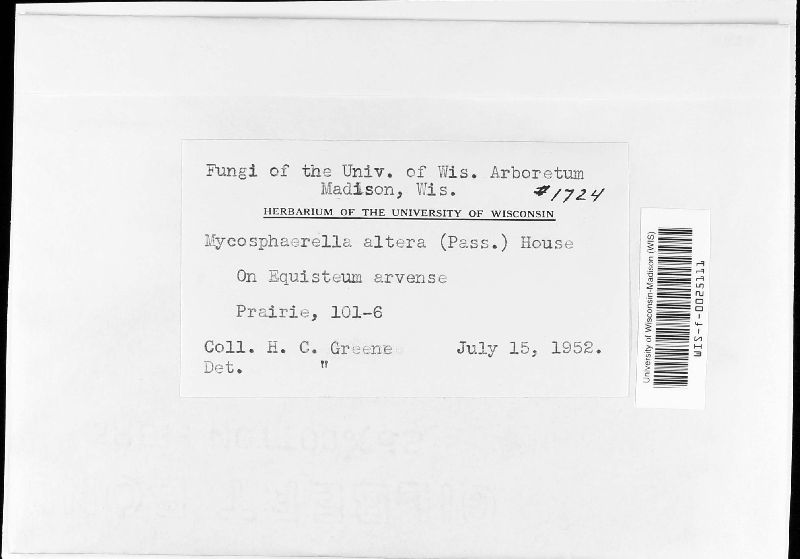 Fungi of the Univ. of Wis. Arboretum
Madison, Wis. #1724
HERBARIUM OF THE UNIVERSITY OF WISCONSIN
Mycosphaerella altera (Pass.) House
On Equisteum arvense
Prairie, 101-6
Coll. H. C. Greene July 15, 1952.
Det. "
University of Wisconsin-Madison (WIS)
WIS-f-0025111